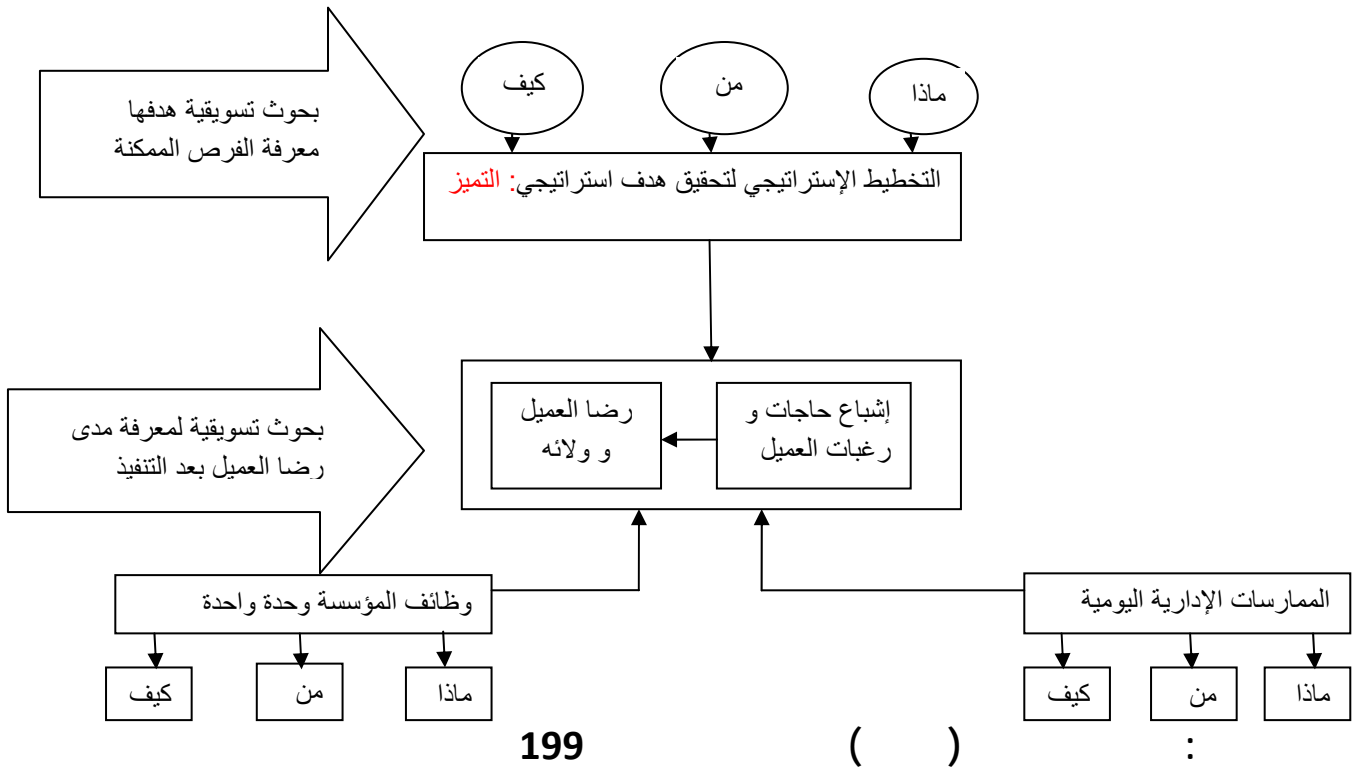 ماذا
من
كيف
بحوث تسويقية هدفها
معرفة الفرص الممكنة
التخطيط الإستراتيجي لتحقيق هدف استراتيجي: التميز
إشباع حاجات و
رغبات العميل
رضا العميل
و ولائه
بحوث تسويقية لمعرفة مدى
رضا العميل بعد التنفيذ
الممارسات الإدارية اليومية
وظائف المؤسسة وحدة واحدة
ماذا
من
كيف
ماذا
من
كيف
: ( ) 199